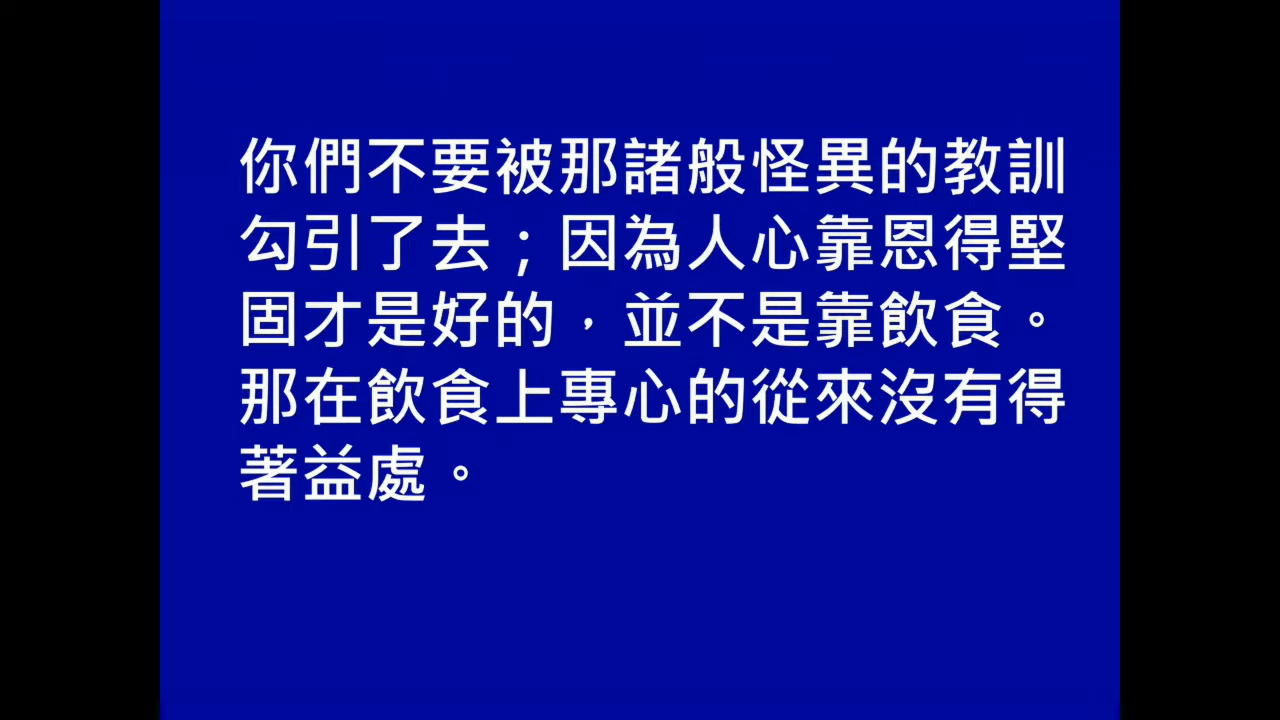 你們不要被那諸般怪異的教訓
勾引了去；因為人心靠恩得堅
固才是好的，並不是靠飲食。
那在飲食上專心的從來沒有得
著益處。